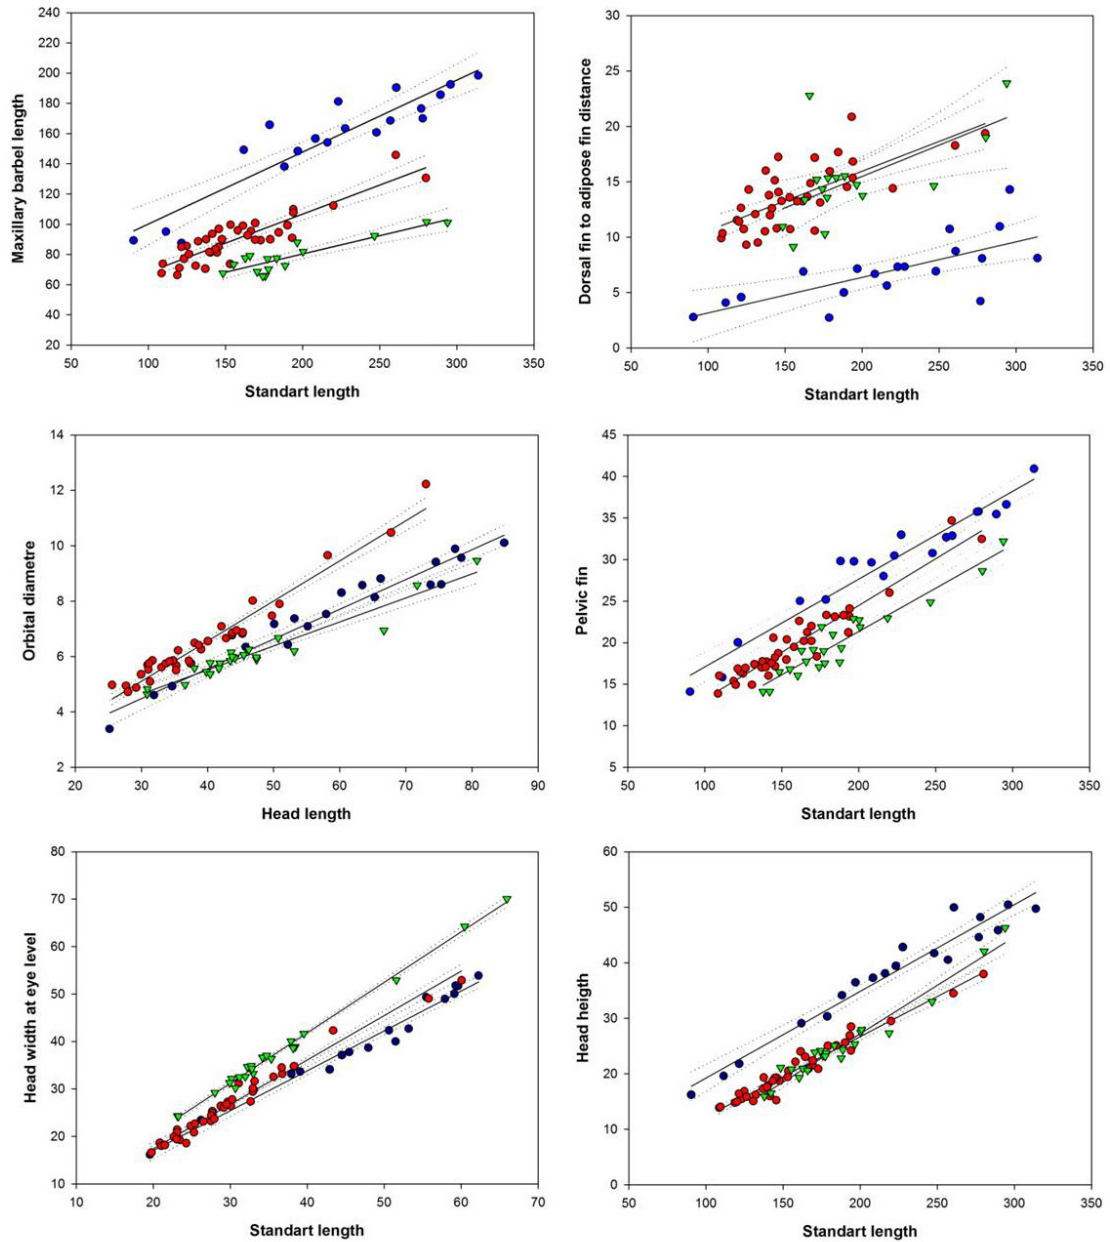 240
220
200
180
160
140
120
100
80
60
40
20
Maxillary barbel length
50 100 150 200 250 300 350
Standart length
30
25
20
15
10
5
0
Dorsal fin to adipose fin distance
50 100 150 200 250 300 350
Standart length
14
12
10
8
6
4
2
Orbital diametre
20 30 40 50 60 70 80 90
Head length
45
40
35
30
25
20
15
10
5
Pelvic fin
50 100 150 200 250 300 350
Standart length
80
70
60
50
40
30
20
10
Head width at eye level
10 20 30 40 50 60 70
Standart length
60
50
40
30
20
10
0
Head heigth
50 100 150 200 250 300 350
Standart length